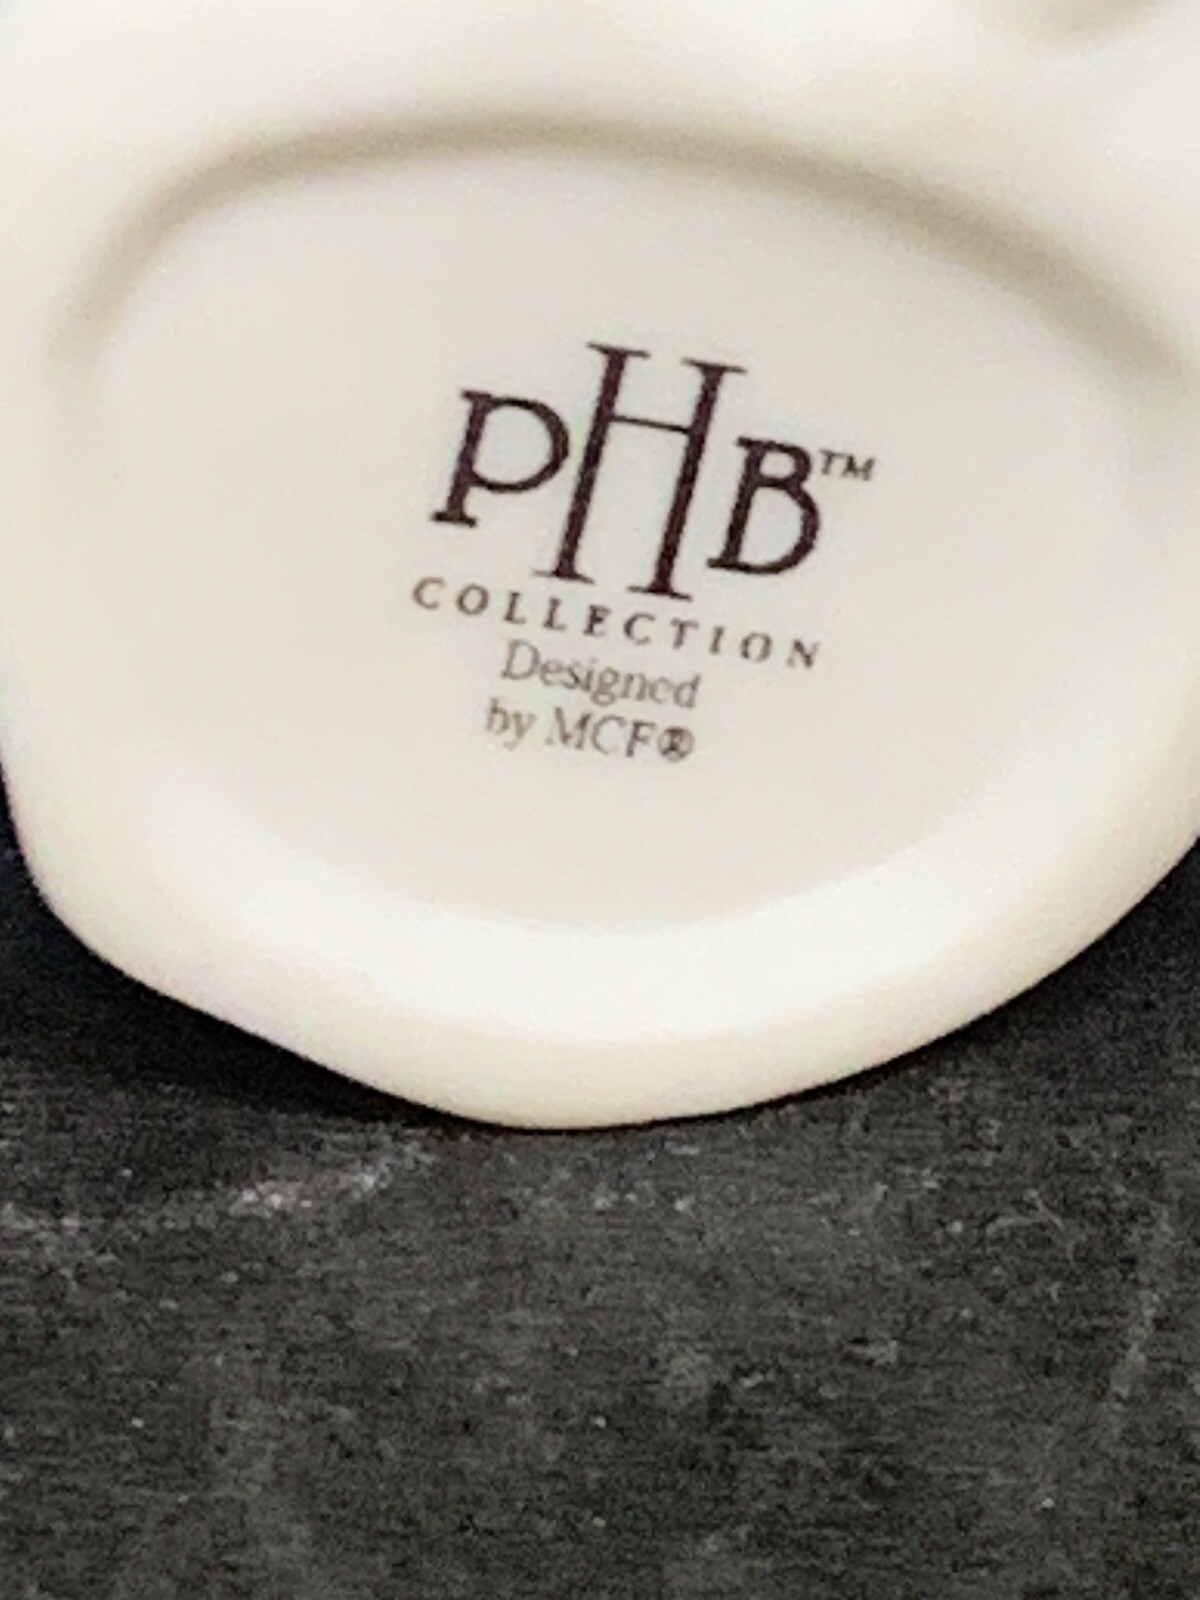 PHB™
COLLECTION
Designed
by MCF®